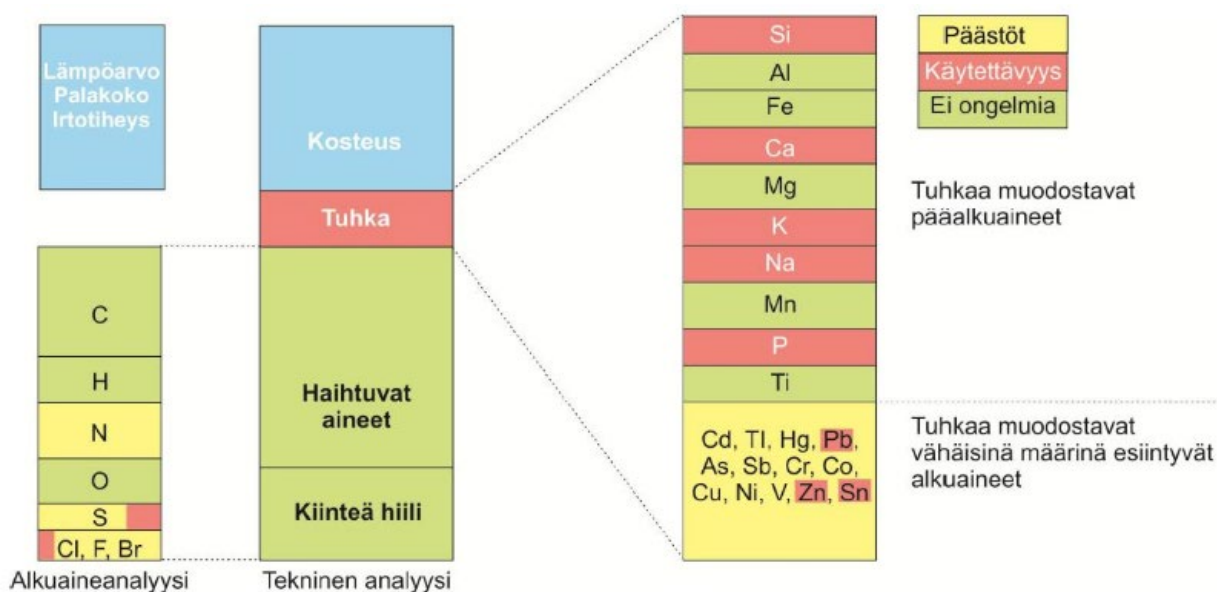 Lämpöarvo
Palakoko
Irtotiheys
C
H
N
O
S
Cl, F, Br
Alkuaineanalyysi
Kosteus
Tuhka
Haihtuvat
aineet
Kiinteä hiili
Tekninen analyysi
Si
Al
Fe
Ca
Mg
K
Na
Mn
P
Ti
Cd, Tl, Hg, Pb,
As, Sb, Cr, Co,
Cu, Ni, V, Zn, Sn
Päästöt
Käytettävyys
Ei ongelmia
Tuhkaa muodostavat
pääalkuaineet
Tuhkaa muodostavat
vähäisinä määrinä esiintyvät
alkuaineet